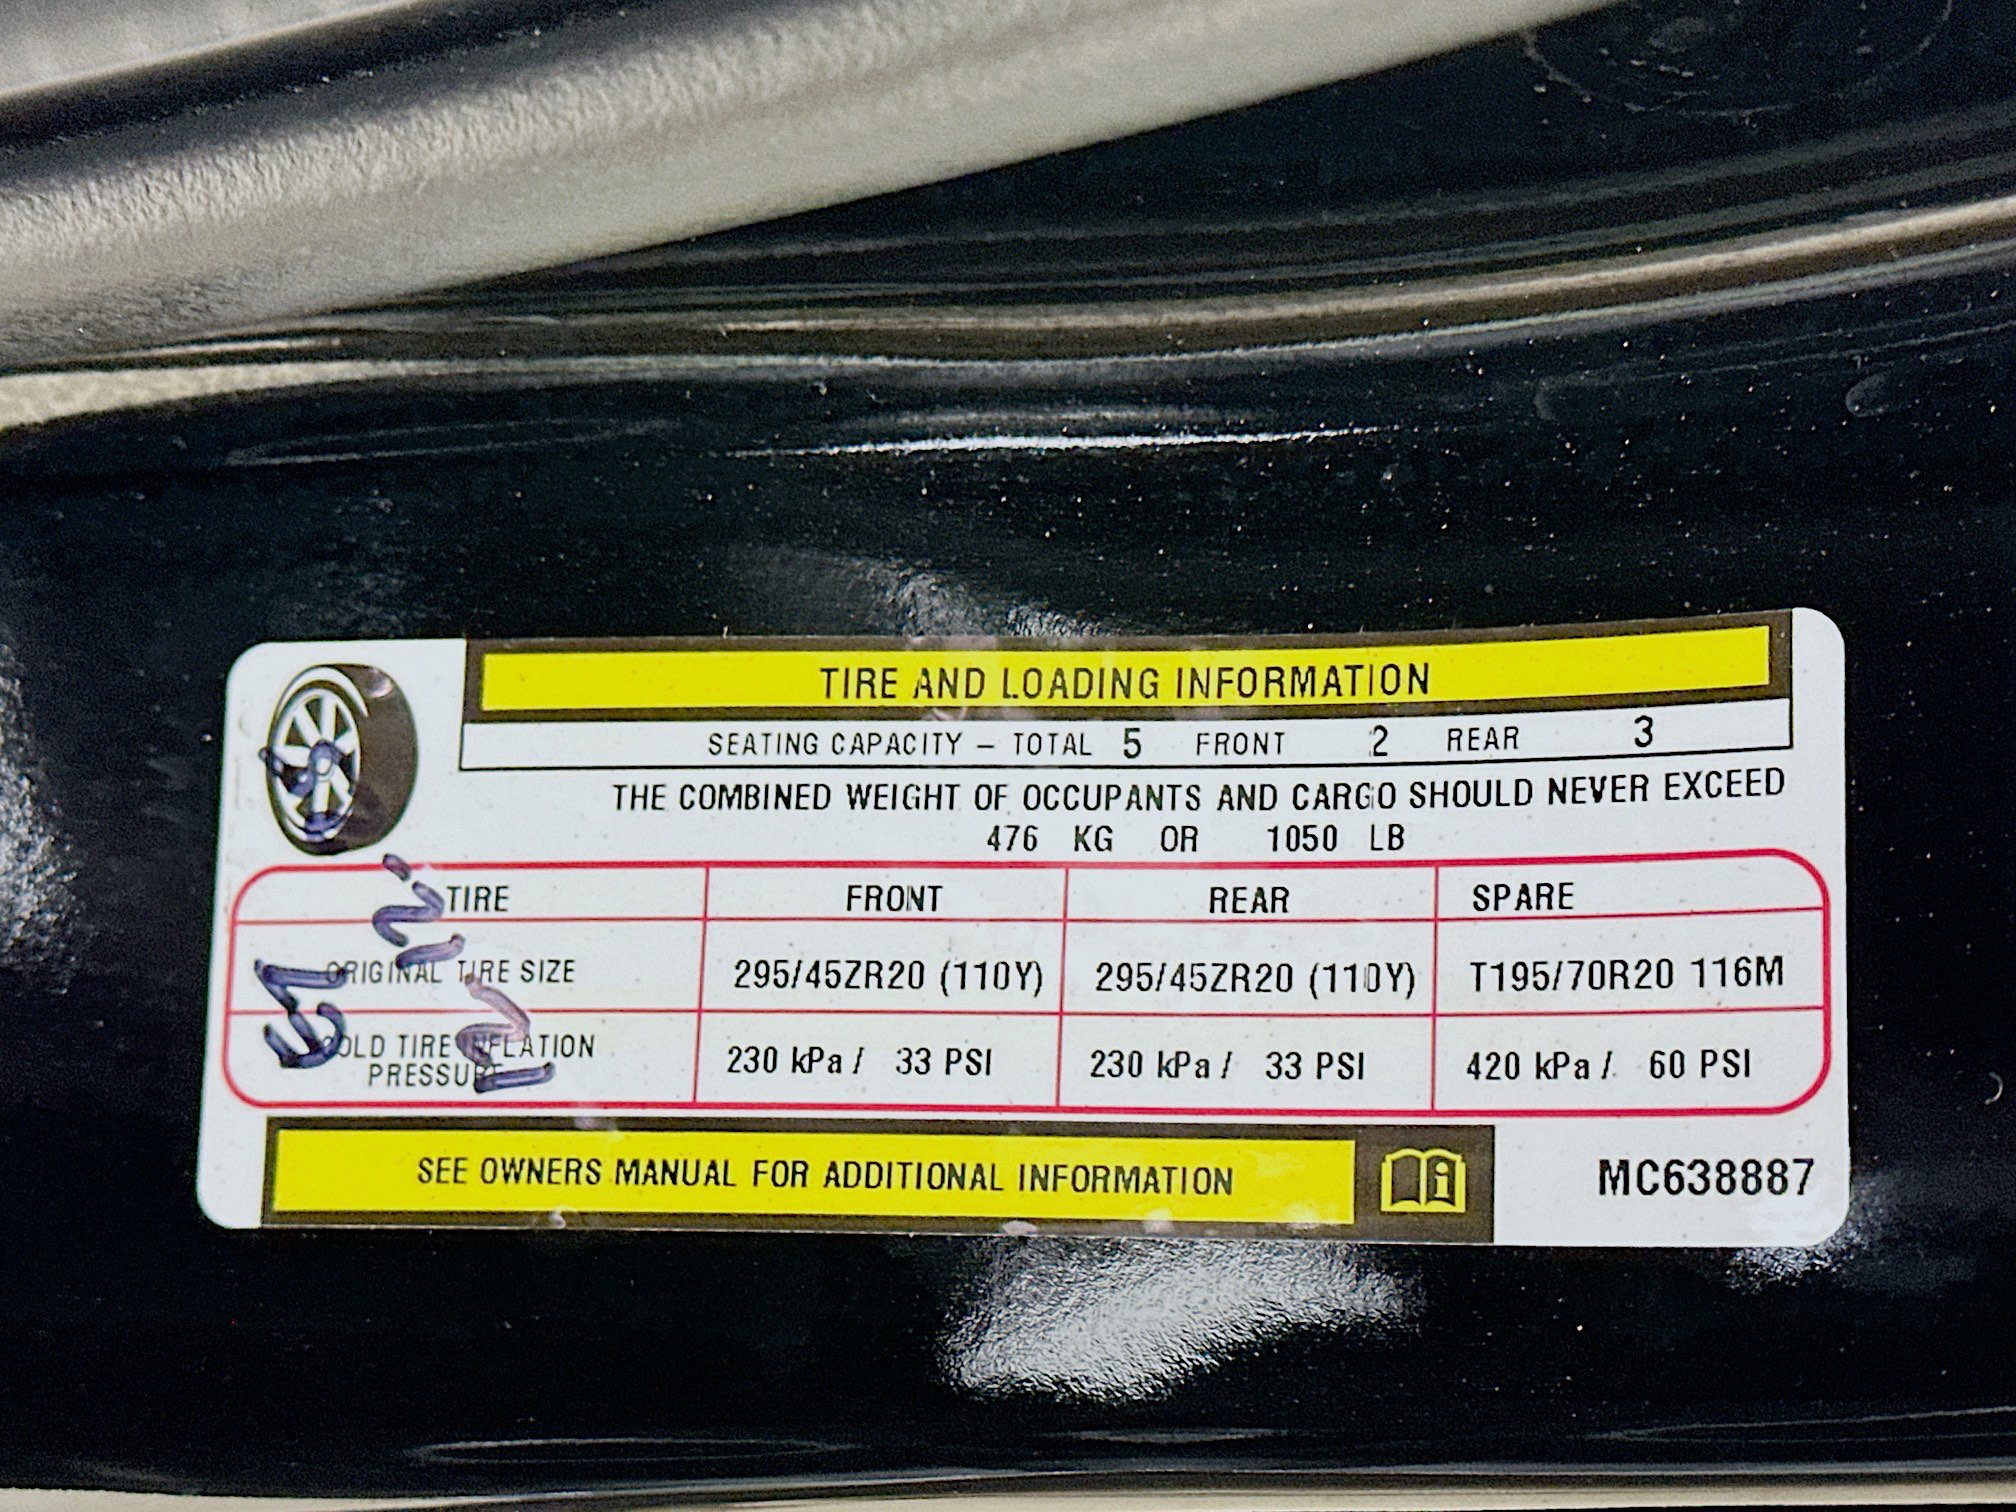 TIRE AND LOADING INFORMATION
SEATING CAPACITY – TOTAL 5 FRONT 2 REAR 3
THE COMBINED WEIGHT OF OCCUPANTS AND CARGO SHOULD NEVER EXCEED
476 KG OR 1050 LB
TIRE FRONT REAR SPARE
ORIGINAL TIRE SIZE 295/45ZR20 (110Y) 295/45ZR20 (110Y) T195/70R20 116M
COLD TIRE INFLATION PRESSURE 230 kPa / 33 PSI 230 kPa / 33 PSI 420 kPa / 60 PSI
SEE OWNERS MANUAL FOR ADDITIONAL INFORMATION
MC638887